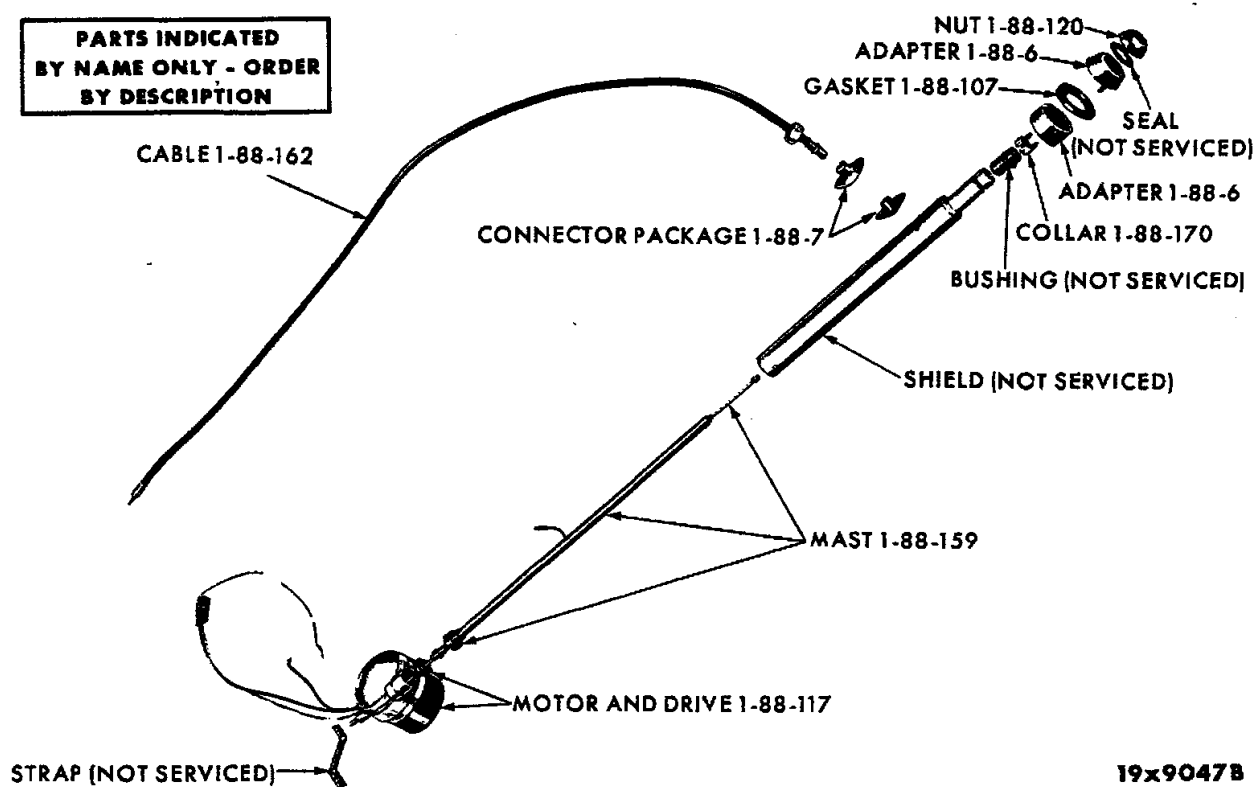 PARTS INDICATED
BY NAME ONLY - ORDER
BY DESCRIPTION
NUT 1-88-120
ADAPTER 1-88-6
GASKET 1-88-107
SEAL
(NOT SERVICED)
CABLE 1-88-162
ADAPTER 1-88-6
CONNECTOR PACKAGE 1-88-7
COLLAR 1-88-170
BUSHING (NOT SERVICED)
SHIELD (NOT SERVICED)
MAST 1-88-159
MOTOR AND DRIVE 1-88-117
STRAP (NOT SERVICED)
19x9047B